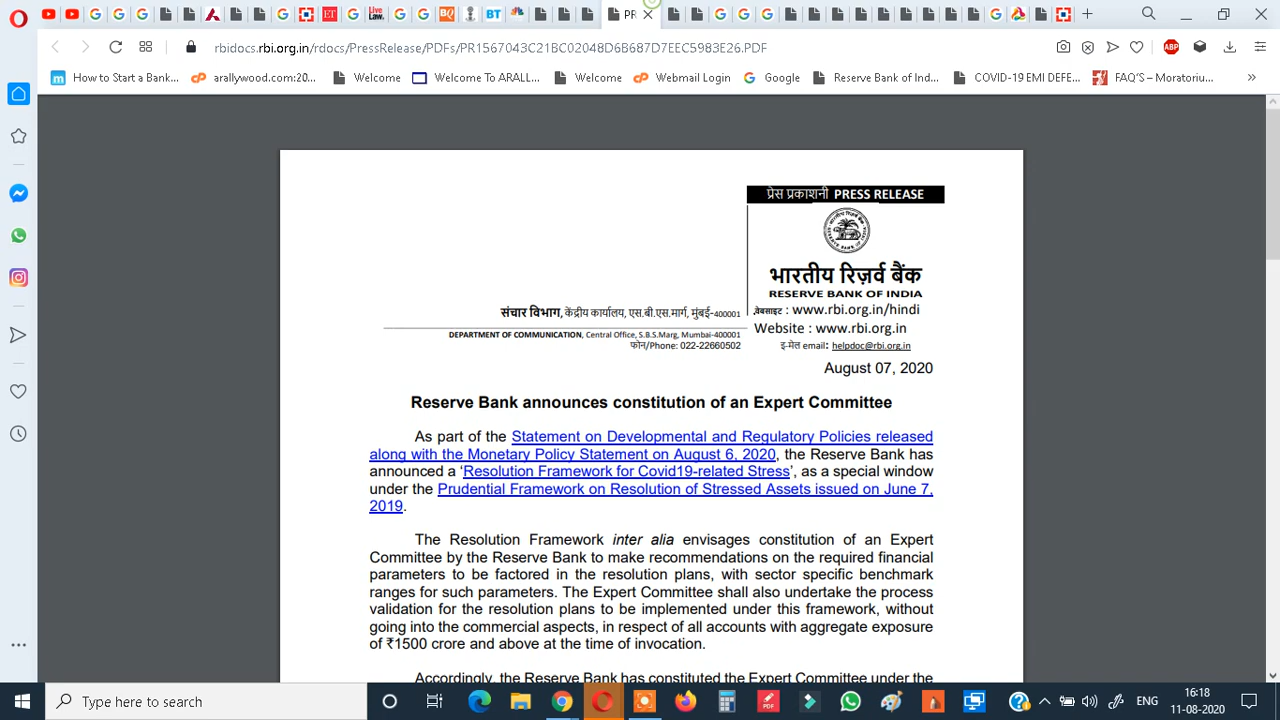 ET
Live Law.
BQ
BT
PR
rbidocs.rbi.org.in/rdocs/PressRelease/PDFs/PR1567043C21BC02048D6B687D7EEC5983E26.PDF
ABP
How to Start a Bank... arallywood.com:20... Welcome Welcome To ARALL... Welcome Webmail Login Google Reserve Bank of Ind... COVID-19 EMI DEFE... FAQ'S – Moratorium...
प्रेस प्रकाशनी PRESS RELEASE
भारतीय रिज़र्व बैंक
RESERVE BANK OF INDIA
वेबसाइट : www.rbi.org.in/hindi
Website : www.rbi.org.in
इ-मेल email: helpdoc@rbi.org.in
संचार विभाग, केंद्रीय कार्यालय, एस.बी.एस.मार्ग, मुंबई-400001
DEPARTMENT OF COMMUNICATION, Central Office, S.B.S.Marg, Mumbai-400001
फोन/Phone: 022-22660502
August 07, 2020
Reserve Bank announces constitution of an Expert Committee
As part of the Statement on Developmental and Regulatory Policies released
along with the Monetary Policy Statement on August 6, 2020, the Reserve Bank has
announced a ‘Resolution Framework for Covid19-related Stress’, as a special window
under the Prudential Framework on Resolution of Stressed Assets issued on June 7,
2019.
The Resolution Framework inter alia envisages constitution of an Expert
Committee by the Reserve Bank to make recommendations on the required financial
parameters to be factored in the resolution plans, with sector specific benchmark
ranges for such parameters. The Expert Committee shall also undertake the process
validation for the resolution plans to be implemented under this framework, without
going into the commercial aspects, in respect of all accounts with aggregate exposure
of ₹1500 crore and above at the time of invocation.
Accordingly, the Reserve Bank has constituted the Expert Committee under the
Type here to search
PDF
ENG
16:18
11-08-2020